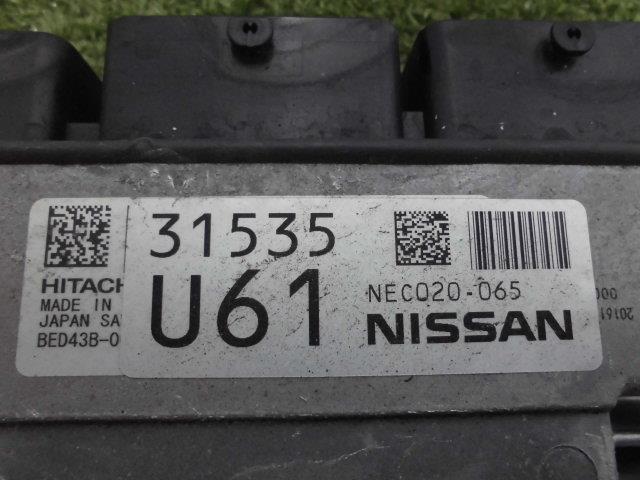 31535
U61
NEC020-065
NISSAN
HITACH
MADE IN
JAPAN SA
BED43B-0